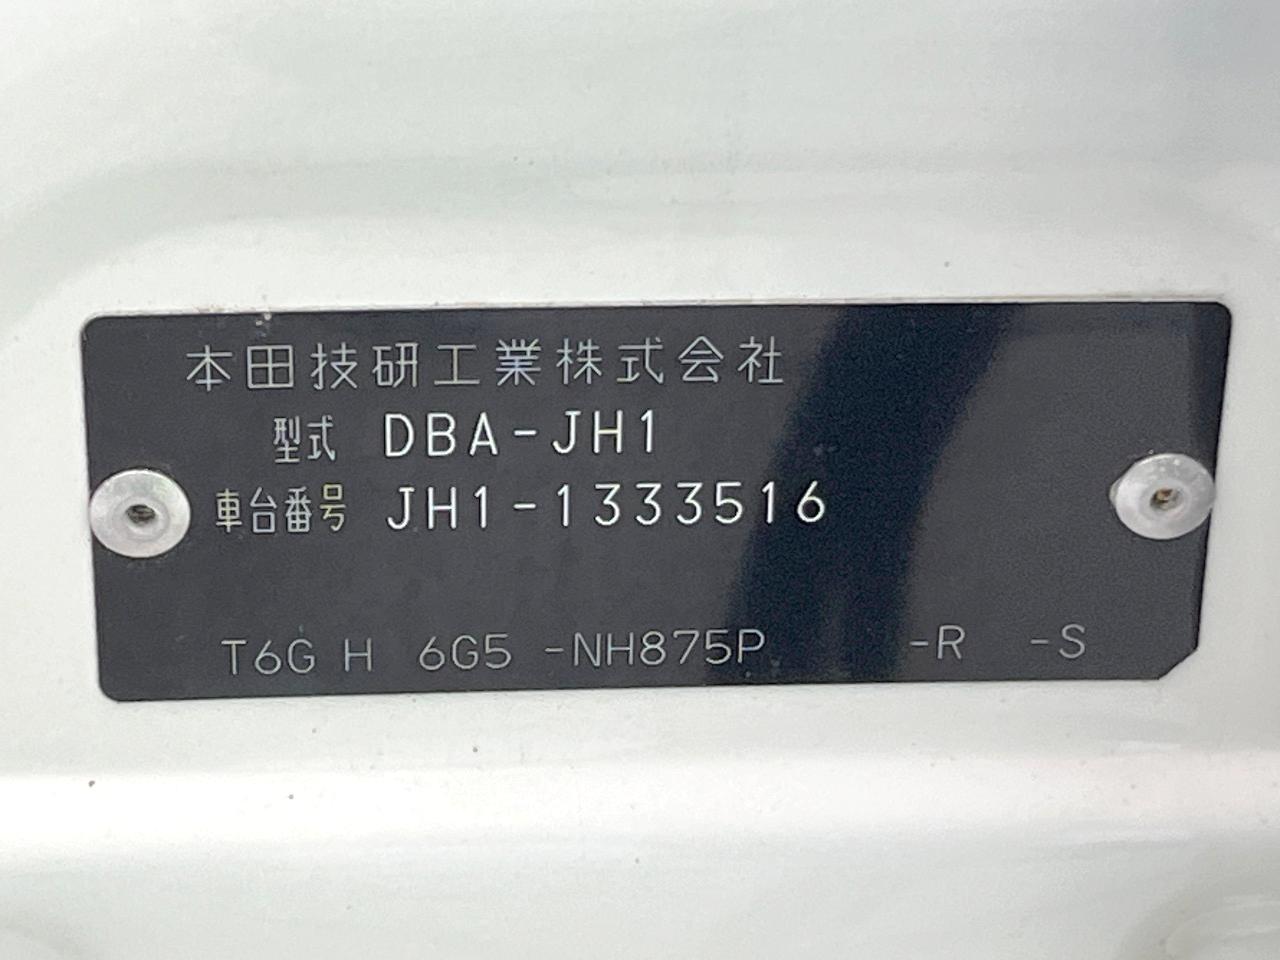 本田技研工業株式会社
型式 DBA-JH1
車台番号 JH1-1333516
T6G H 6G5 -NH875P -R -S